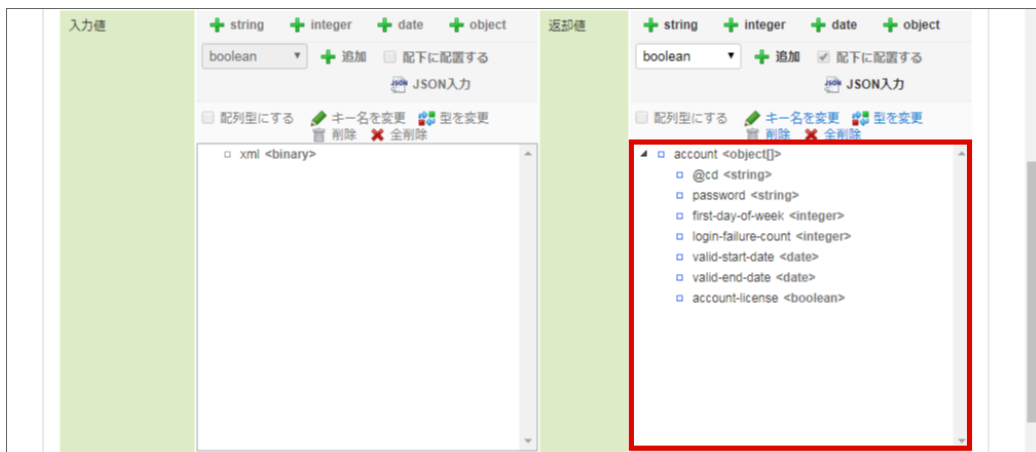 入力値
string integer date object
boolean 追加 配下に配置する
JSON入力
配列型にする キー名を変更 型を変更
削除 全削除
xml <binary>
返却値
string integer date object
boolean 追加 配下に配置する
JSON入力
配列型にする キー名を変更 型を変更
削除 全削除
account <object[]>
@cd <string>
password <string>
first-day-of-week <integer>
login-failure-count <integer>
valid-start-date <date>
valid-end-date <date>
account-license <boolean>